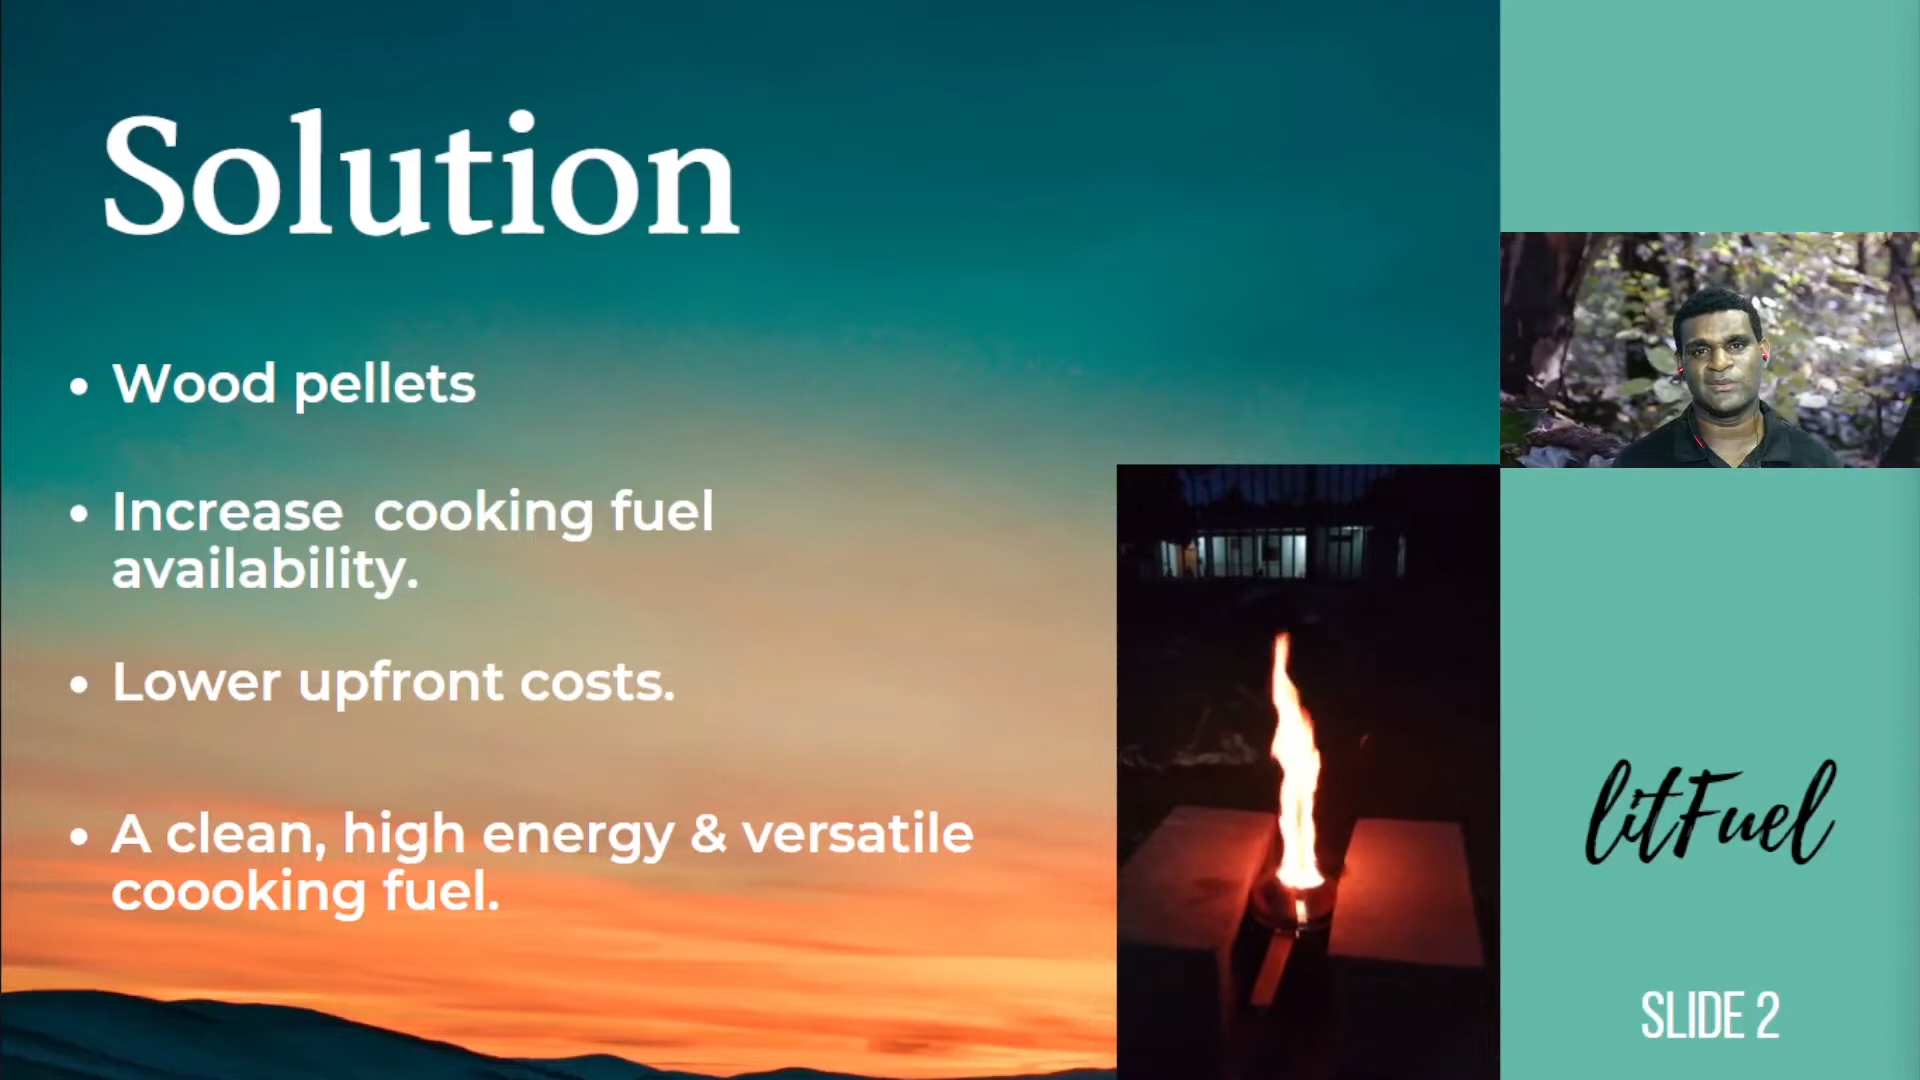 Solution
• Wood pellets
• Increase  cooking fuel
availability.
• Lower upfront costs.
• A clean, high energy & versatile
coooking fuel.
litFuel
SLIDE 2